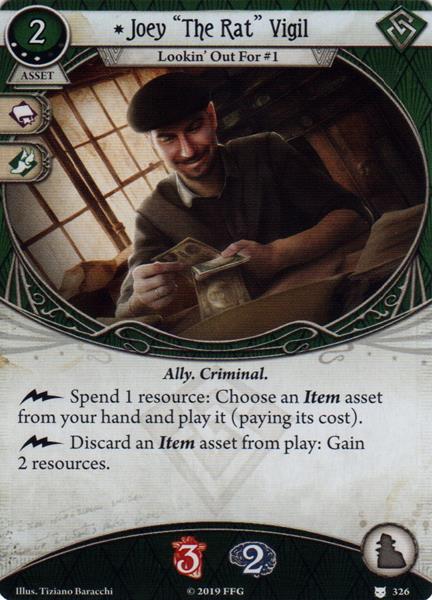 2
ASSET
✷Joey "The Rat" Vigil
Lookin' Out For #1
Ally. Criminal.
Spend 1 resource: Choose an Item asset
from your hand and play it (paying its cost).
Discard an Item asset from play: Gain
2 resources.
3 2
Illus. Tiziano Baracchi © 2019 FFG 326